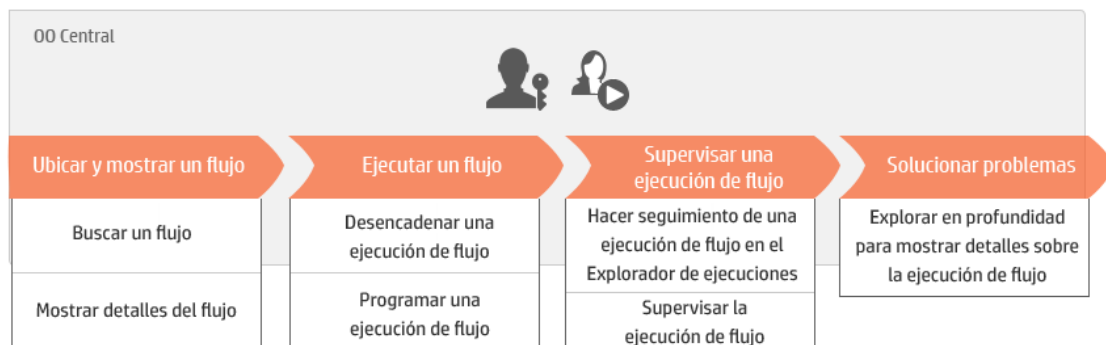 OO Central
Ubicar y mostrar un flujo
Ejecutar un flujo
Supervisar una
ejecución de flujo
Solucionar problemas
Buscar un flujo
Mostrar detalles del flujo
Desencadenar una
ejecución de flujo
Programar una
ejecución de flujo
Hacer seguimiento de una
ejecución de flujo en el
Explorador de ejecuciones
Supervisar la
ejecución de flujo
Explorar en profundidad
para mostrar detalles sobre
la ejecución de flujo